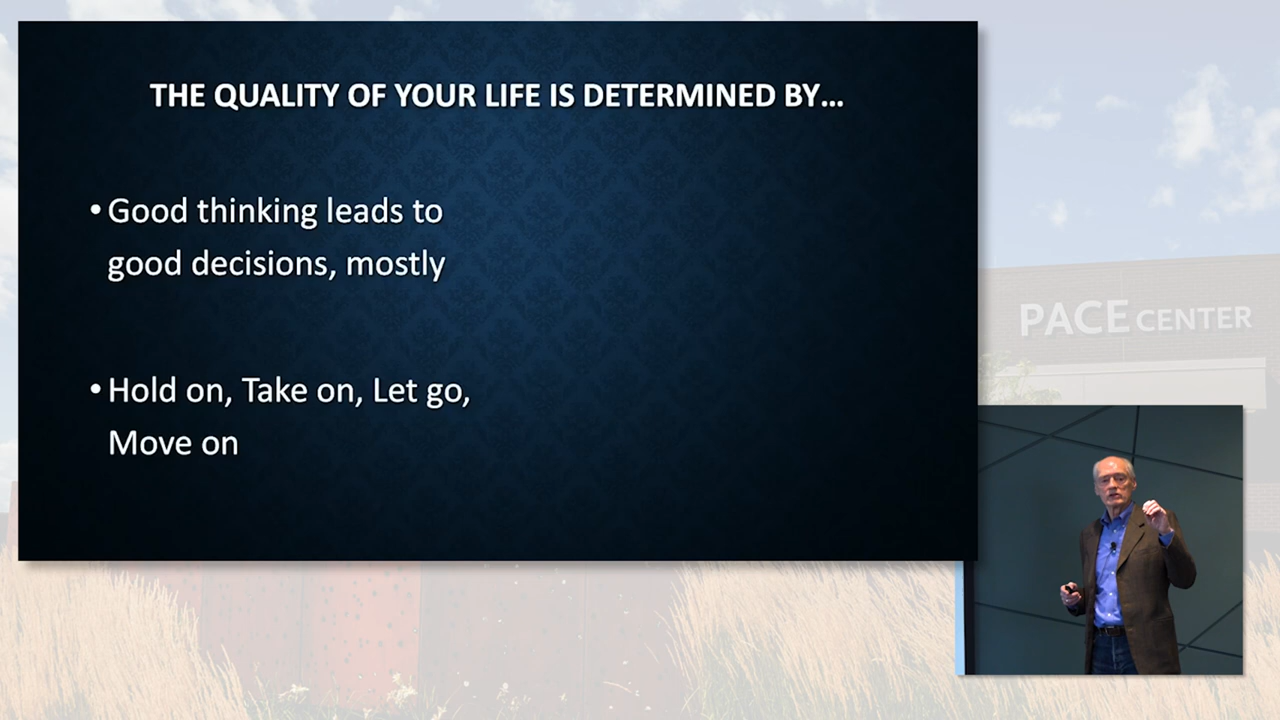 THE QUALITY OF YOUR LIFE IS DETERMINED BY...
• Good thinking leads to
good decisions, mostly
• Hold on, Take on, Let go,
Move on
PACE CENTER